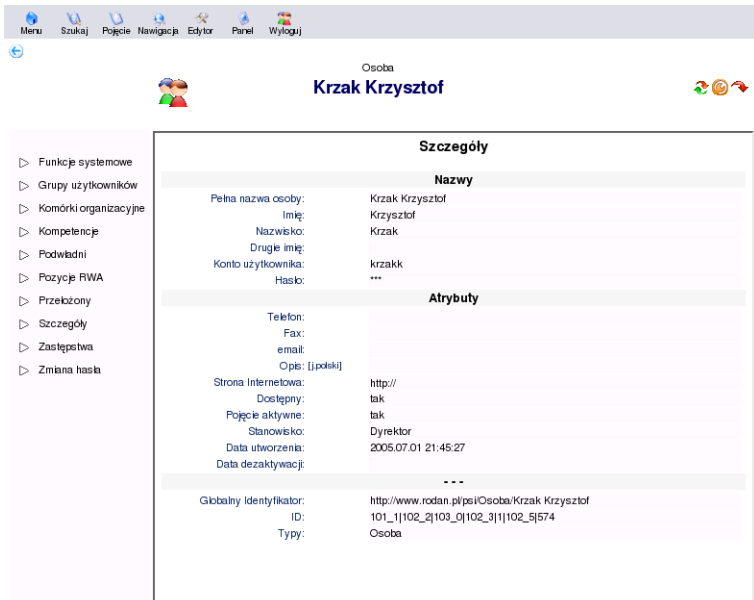 Menu Szukaj Pojęcie Nawigacja Edytor Panel Wyloguj
Osoba
Krzak Krzysztof
Funkcje systemowe
Grupy użytkowników
Komórki organizacyjne
Kompetencje
Podwładni
Pozycje RWA
Przełożony
Szczegóły
Zastępstwa
Zmiana hasła
Szczegóły
Nazwy
Pełna nazwa osoby: Krzak Krzysztof
Imię: Krzysztof
Nazwisko: Krzak
Drugie imię:
Konto użytkownika: krzakk
Hasło: ***
Atrybuty
Telefon:
Fax:
email:
Opis: [j.polski]
Strona Internetowa: http://
Dostępny: tak
Pojęcie aktywne: tak
Stanowisko: Dyrektor
Data utworzenia: 2005.07.01 21:45:27
Data dezaktywacji:
- - -
Globalny Identyfikator: http://www.rodan.pl/psi/Osoba/Krzak Krzysztof
ID: 101_1|102_2|103_0|102_3|1|102_5|574
Typy: Osoba